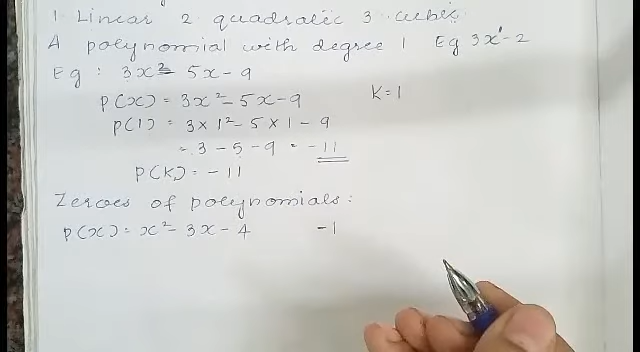 1 Linear 2 quadratic 3 cubic
A polynomial with degree 1 Eg 3x¹-2
Eg : 3x² - 5x - 9
P(x) = 3x² - 5x - 9 K = 1
P(1) = 3 x 1² - 5 x 1 - 9
= 3 - 5 - 9 = -11
P(K) = -11
Zeroes of polynomials:
P(x) = x² - 3x - 4 -1